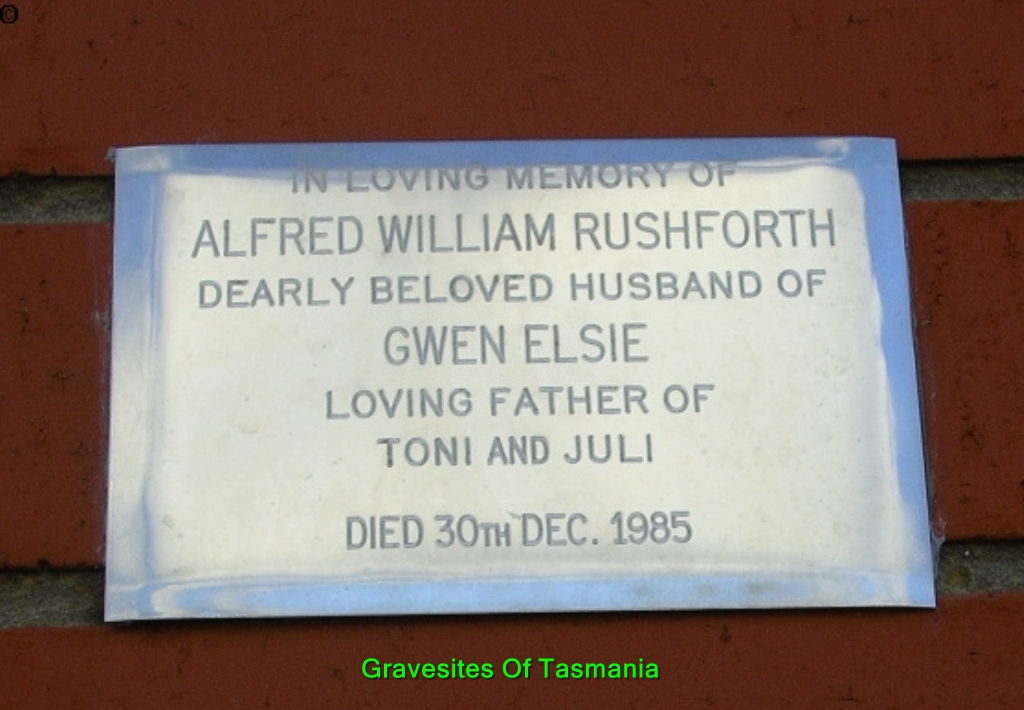 ©
IN LOVING MEMORY OF
ALFRED WILLIAM RUSHFORTH
DEARLY BELOVED HUSBAND OF
GWEN ELSIE
LOVING FATHER OF
TONI AND JULI
DIED 30TH DEC. 1985
Gravesites Of Tasmania